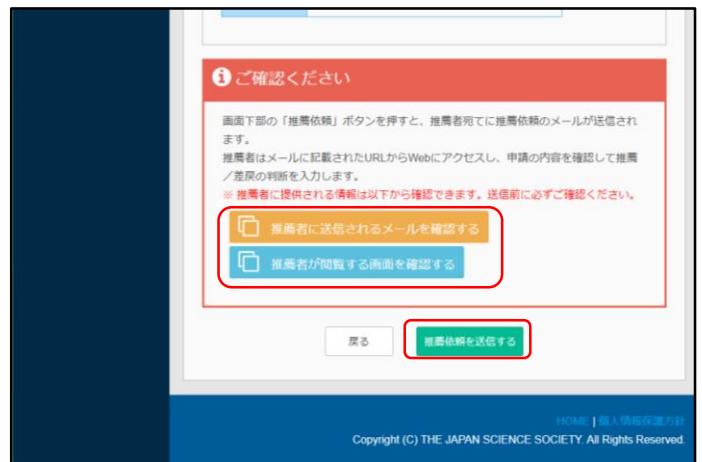 ご確認ください
画面下部の「推薦依頼」ボタンを押すと、推薦者宛てに推薦依頼のメールが送信され
ます。
推薦者はメールに記載されたURLからWebにアクセスし、申請の内容を確認して推薦
／差戻の判断を入力します。
※ 推薦者に提供される情報は以下から確認できます。送信前に必ずご確認ください。
推薦者に送信されるメールを確認する
推薦者が閲覧する画面を確認する
戻る
推薦依頼を送信する
HOME | 個人情報保護方針
Copyright (C) THE JAPAN SCIENCE SOCIETY. All Rights Reserved.